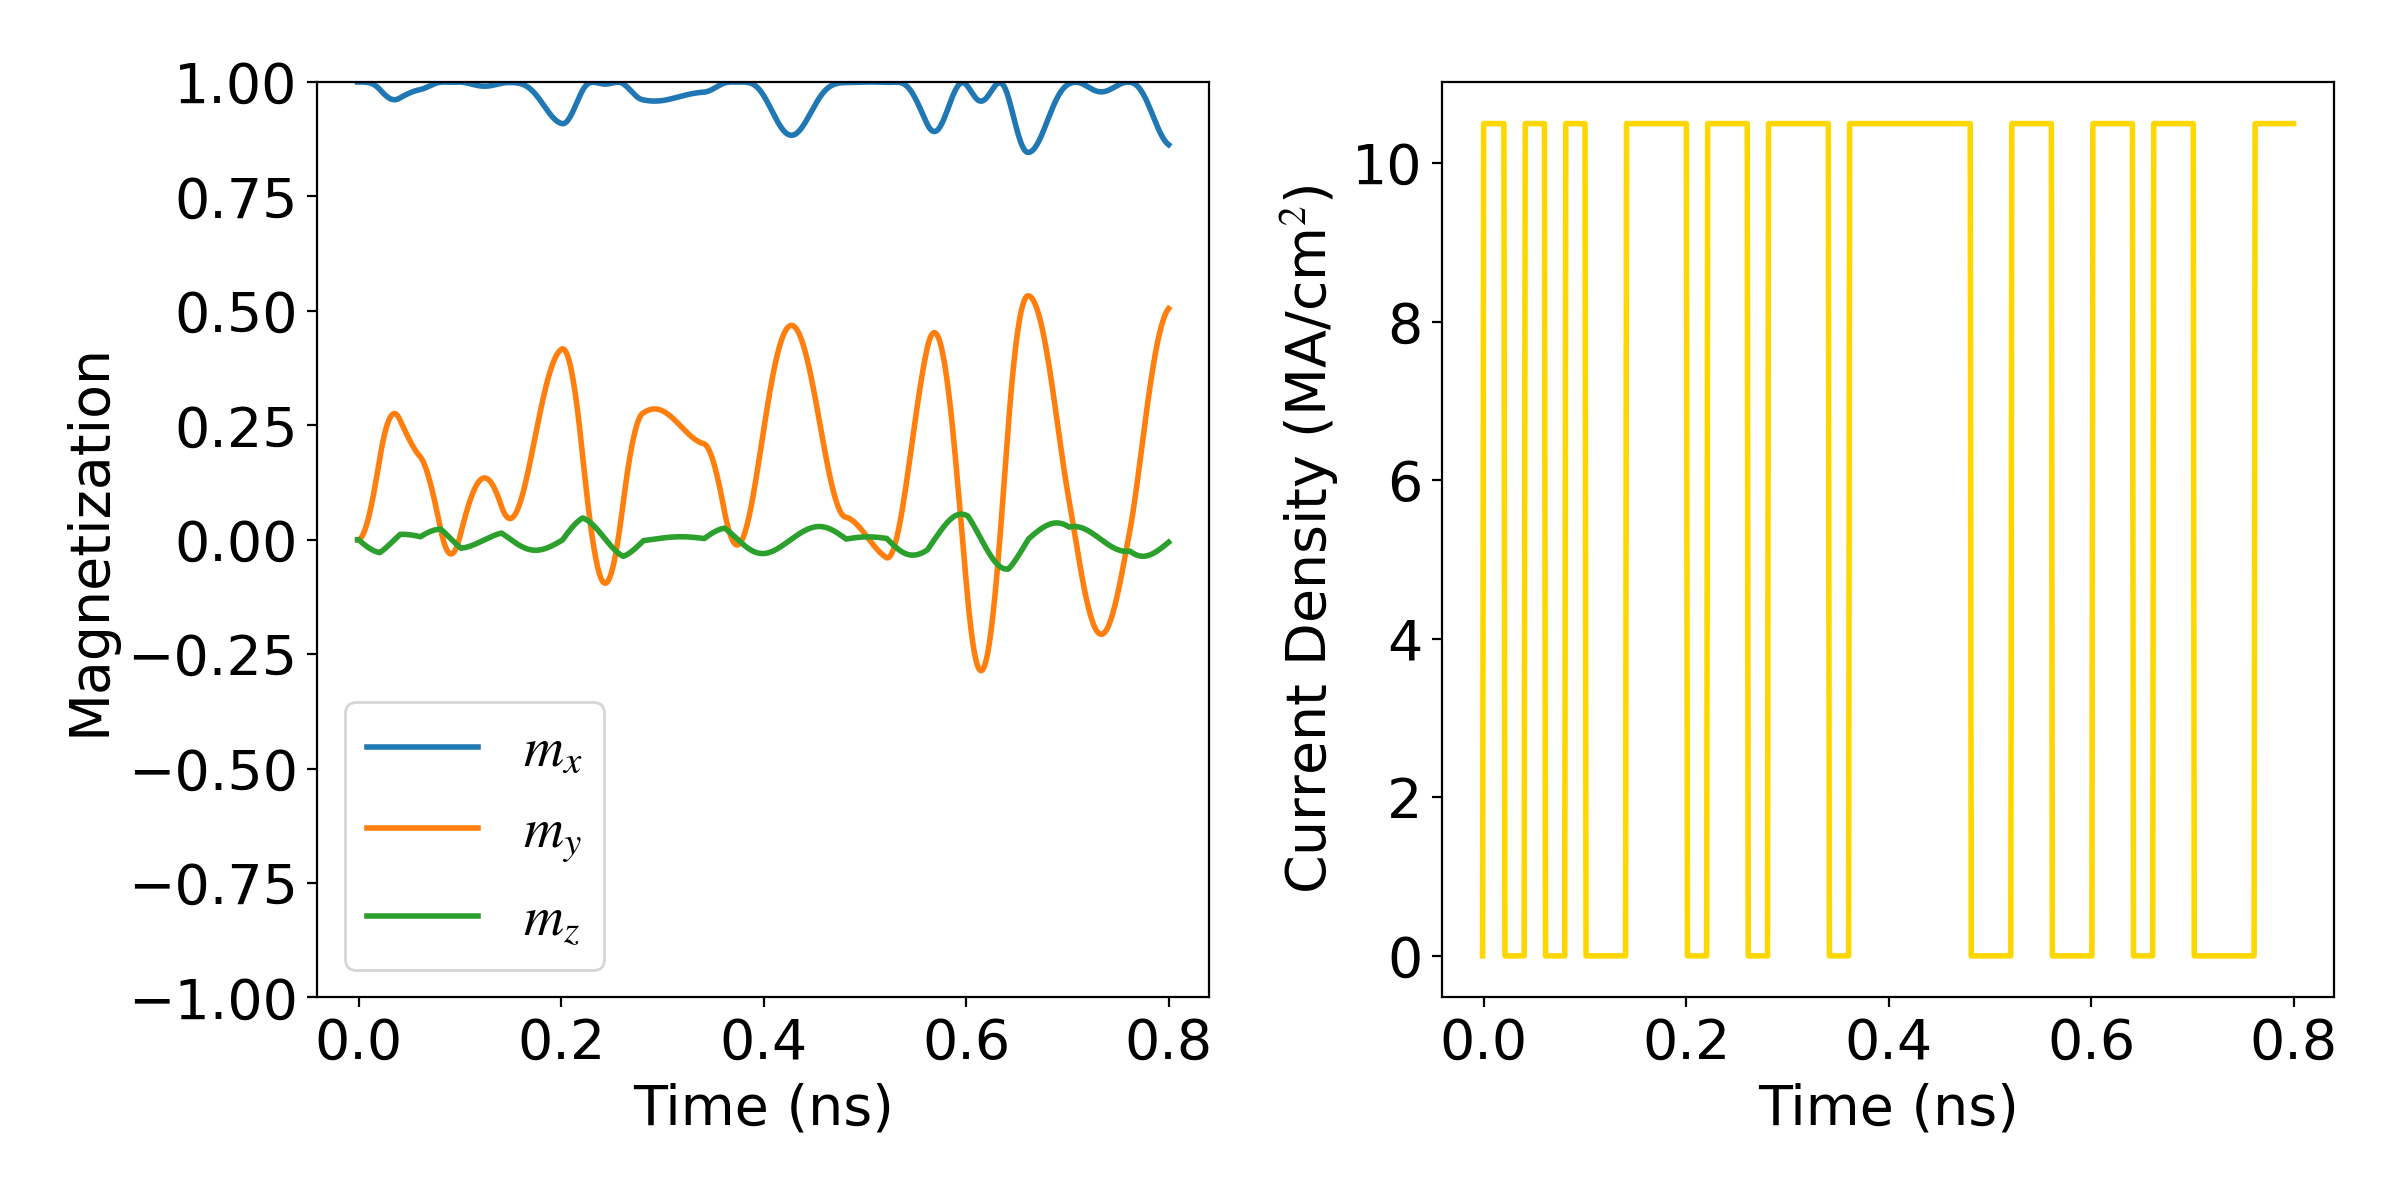 1.00
0.75
0.50
0.25
0.00
−0.25
−0.50
−0.75
−1.00
Magnetization
m_x
m_y
m_z
0.0 0.2 0.4 0.6 0.8
Time (ns)
10
8
6
4
2
0
Current Density (MA/cm²)
0.0 0.2 0.4 0.6 0.8
Time (ns)